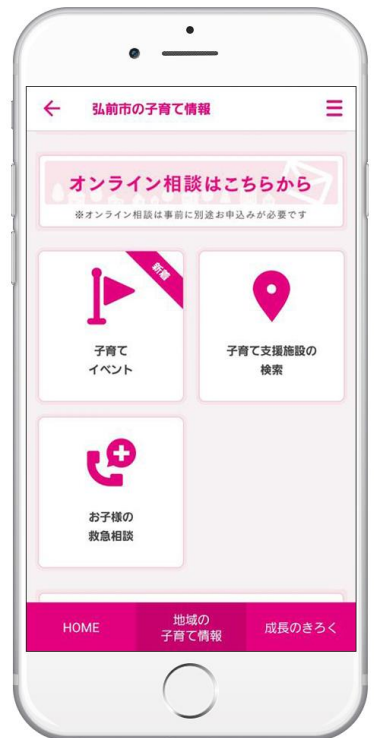 弘前市の子育て情報
オンライン相談はこちらから
※オンライン相談は事前に別途お申込みが必要です
新着
子育て
イベント
子育て支援施設の
検索
お子様の
救急相談
HOME
地域の
子育て情報
成長のきろく